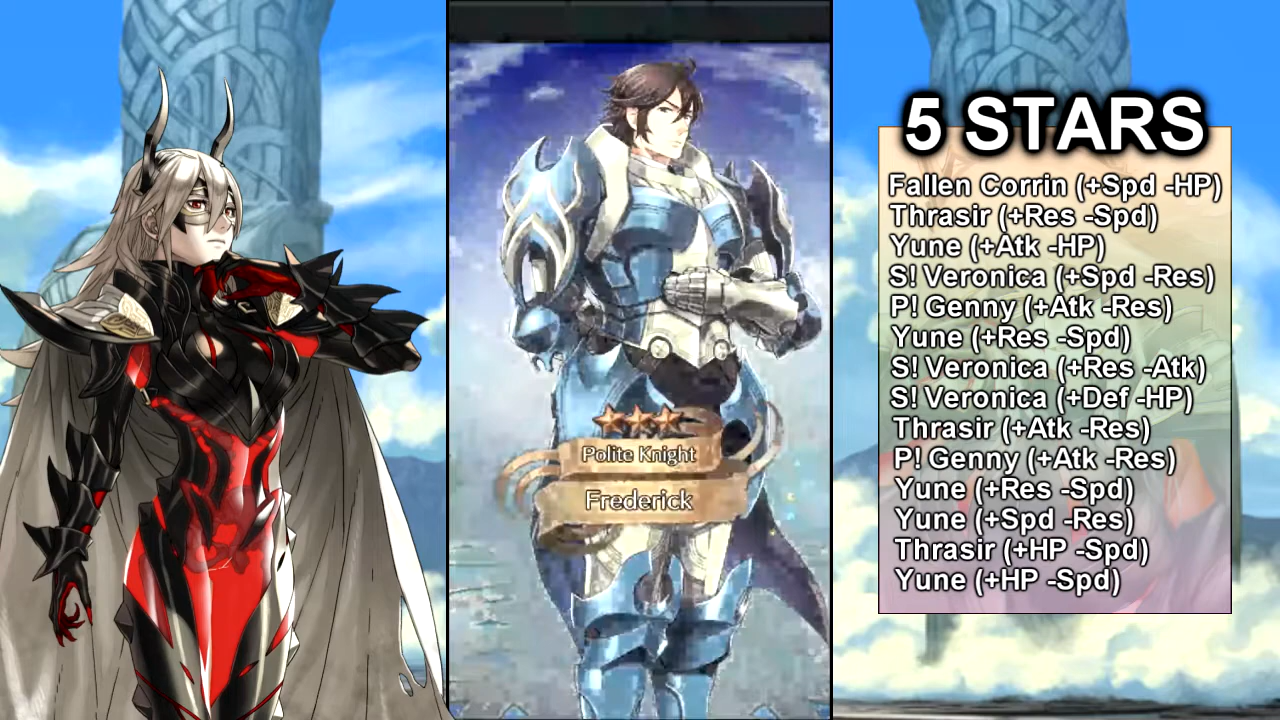 Polite Knight
Frederick
5 STARS
Fallen Corrin (+Spd -HP)
Thrasir (+Res -Spd)
Yune (+Atk -HP)
S! Veronica (+Spd -Res)
P! Genny (+Atk -Res)
Yune (+Res -Spd)
S! Veronica (+Res -Atk)
S! Veronica (+Def -HP)
Thrasir (+Atk -Res)
P! Genny (+Atk -Res)
Yune (+Res -Spd)
Yune (+Spd -Res)
Thrasir (+HP -Spd)
Yune (+HP -Spd)